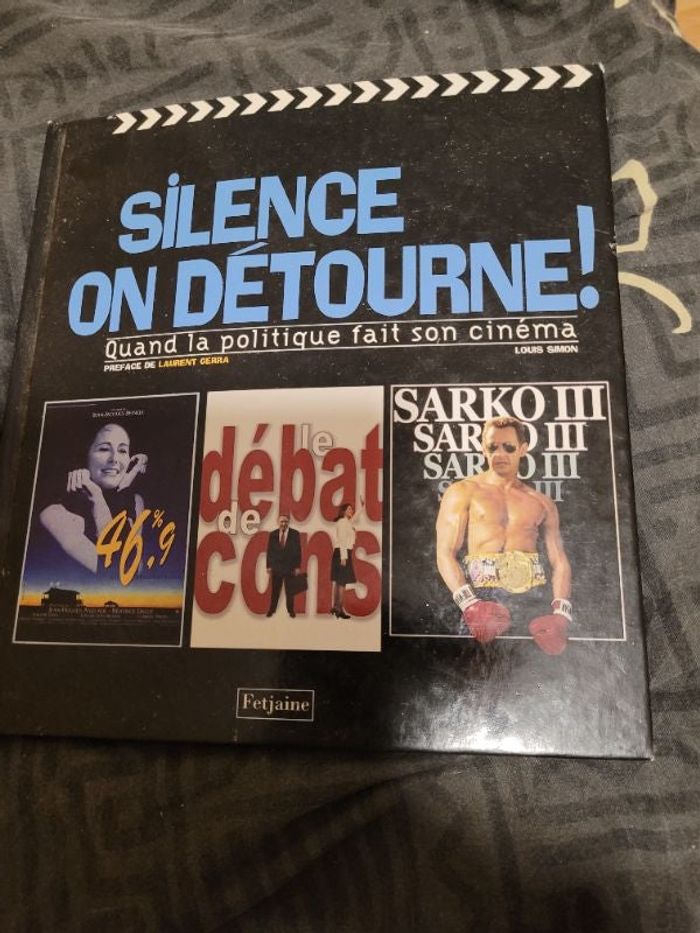 SiLENCE
ON DÉTOURNE!
Quand la politique fait son cinéma
PREFACE DE LAURENT GERRA
LOUIS SIMON
46%,9
le
débat
de
cons
SARKO III
SARKO III
SARKO III
Fetjaine